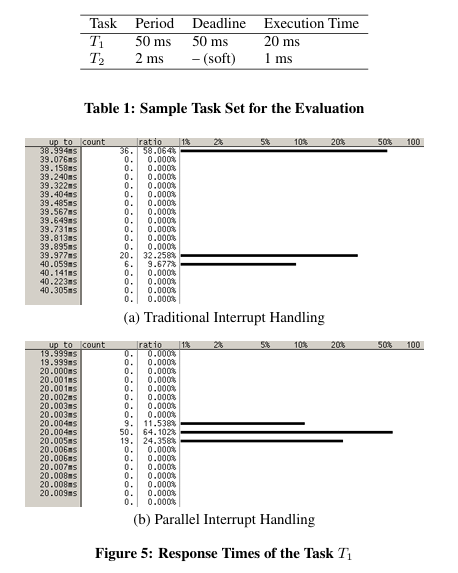 Task Period Deadline Execution Time
T1 50 ms 50 ms 20 ms
T2 2 ms – (soft) 1 ms
Table 1: Sample Task Set for the Evaluation
up to count ratio 1% 2% 5% 10% 20% 50% 100
38.994ms 36. 58.064%
39.076ms 0. 0.000%
39.158ms 0. 0.000%
39.240ms 0. 0.000%
39.322ms 0. 0.000%
39.404ms 0. 0.000%
39.485ms 0. 0.000%
39.567ms 0. 0.000%
39.649ms 0. 0.000%
39.731ms 0. 0.000%
39.813ms 0. 0.000%
39.895ms 0. 0.000%
39.977ms 20. 32.258%
40.059ms 6. 9.677%
40.141ms 0. 0.000%
40.223ms 0. 0.000%
40.305ms 0. 0.000%
0. 0.000%
(a) Traditional Interrupt Handling
up to count ratio 1% 2% 5% 10% 20% 50% 100
19.999ms 0. 0.000%
19.999ms 0. 0.000%
20.000ms 0. 0.000%
20.001ms 0. 0.000%
20.001ms 0. 0.000%
20.002ms 0. 0.000%
20.003ms 0. 0.000%
20.003ms 0. 0.000%
20.004ms 9. 11.538%
20.004ms 50. 64.102%
20.005ms 19. 24.358%
20.006ms 0. 0.000%
20.006ms 0. 0.000%
20.007ms 0. 0.000%
20.008ms 0. 0.000%
20.008ms 0. 0.000%
20.009ms 0. 0.000%
0. 0.000%
(b) Parallel Interrupt Handling
Figure 5: Response Times of the Task T1